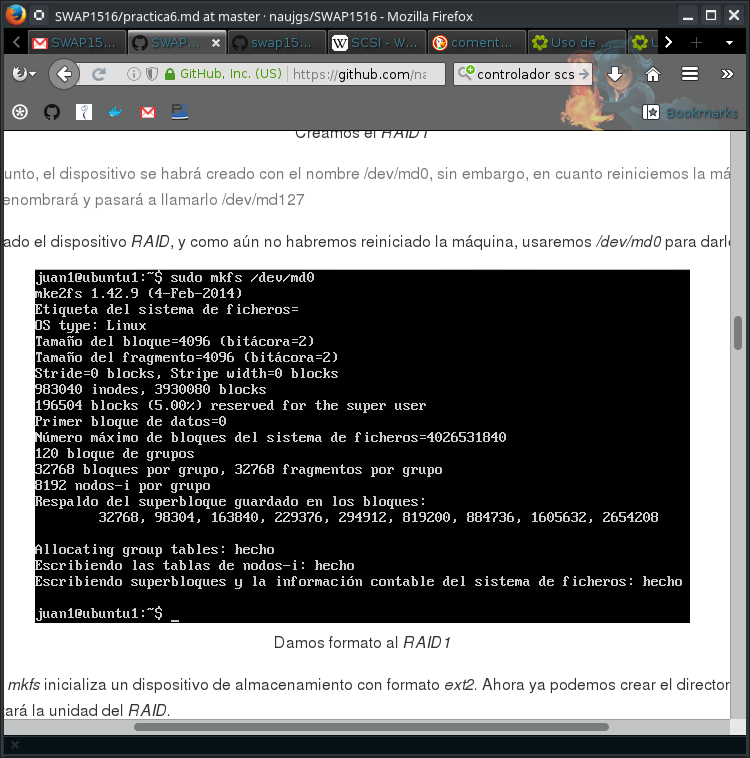 SWAP1516/practica6.md at master · naujgs/SWAP1516 - Mozilla Firefox
SWAP15... SWAP... swap15... SCSI - W... coment... Uso de
GitHub, Inc. (US) https://github.com/na controlador scs
Bookmarks
Creamos el RAID1
unto, el dispositivo se habrá creado con el nombre /dev/md0, sin embargo, en cuanto reiniciemos la má
enombrará y pasará a llamarlo /dev/md127
ado el dispositivo RAID, y como aún no habremos reiniciado la máquina, usaremos /dev/md0 para darle
juan1@ubuntu1:~$ sudo mkfs /dev/md0
mke2fs 1.42.9 (4-Feb-2014)
Etiqueta del sistema de ficheros=
OS type: Linux
Tamaño del bloque=4096 (bitácora=2)
Tamaño del fragmento=4096 (bitácora=2)
Stride=0 blocks, Stripe width=0 blocks
983040 inodes, 3930080 blocks
196504 blocks (5.00%) reserved for the super user
Primer bloque de datos=0
Número máximo de bloques del sistema de ficheros=4026531840
120 bloque de grupos
32768 bloques por grupo, 32768 fragmentos por grupo
8192 nodos-i por grupo
Respaldo del superbloque guardado en los bloques:
32768, 98304, 163840, 229376, 294912, 819200, 884736, 1605632, 2654208
Allocating group tables: hecho
Escribiendo las tablas de nodos-i: hecho
Escribiendo superbloques y la información contable del sistema de ficheros: hecho
juan1@ubuntu1:~$ _
Damos formato al RAID1
mkfs inicializa un dispositivo de almacenamiento con formato ext2. Ahora ya podemos crear el director
tará la unidad del RAID.